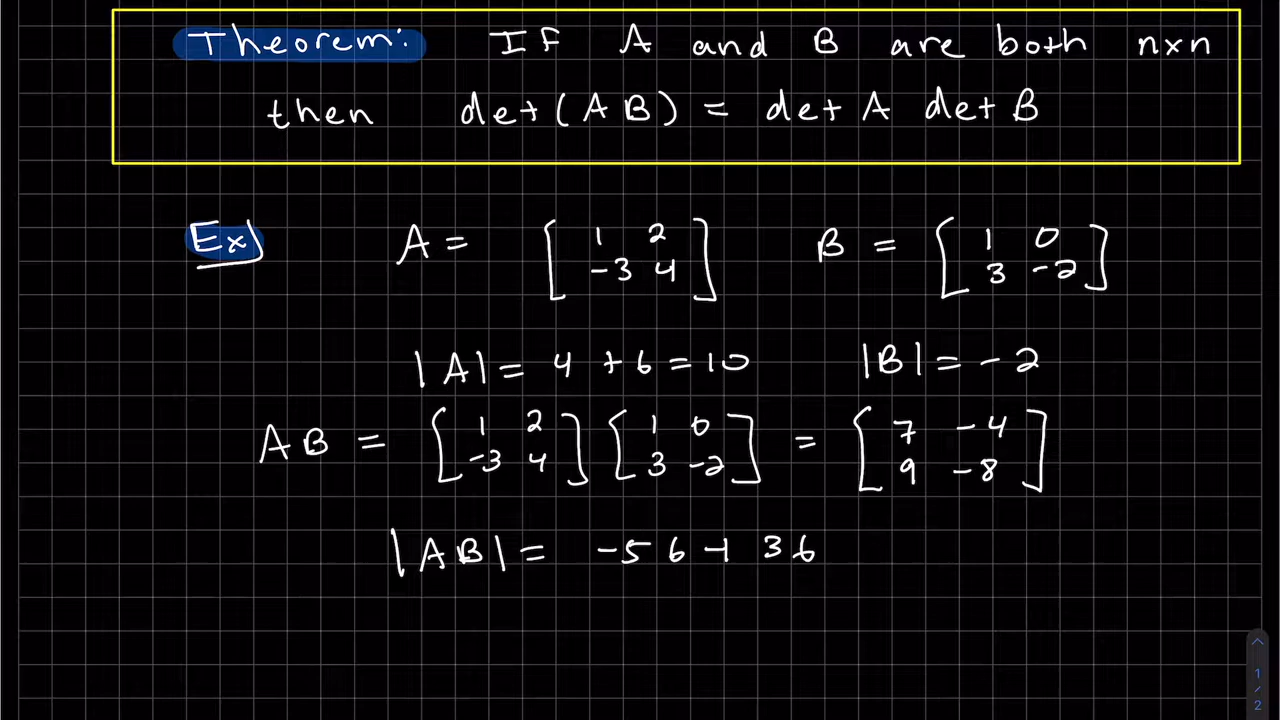 Theorem: If A and B are both n×n
then det(AB) = det A det B
Ex) A = [1 2; -3 4] B = [1 0; 3 -2]
|A| = 4 + 6 = 10 |B| = -2
AB = [1 2; -3 4] [1 0; 3 -2] = [7 -4; 9 -8]
|AB| = -56 + 36
1 / 2